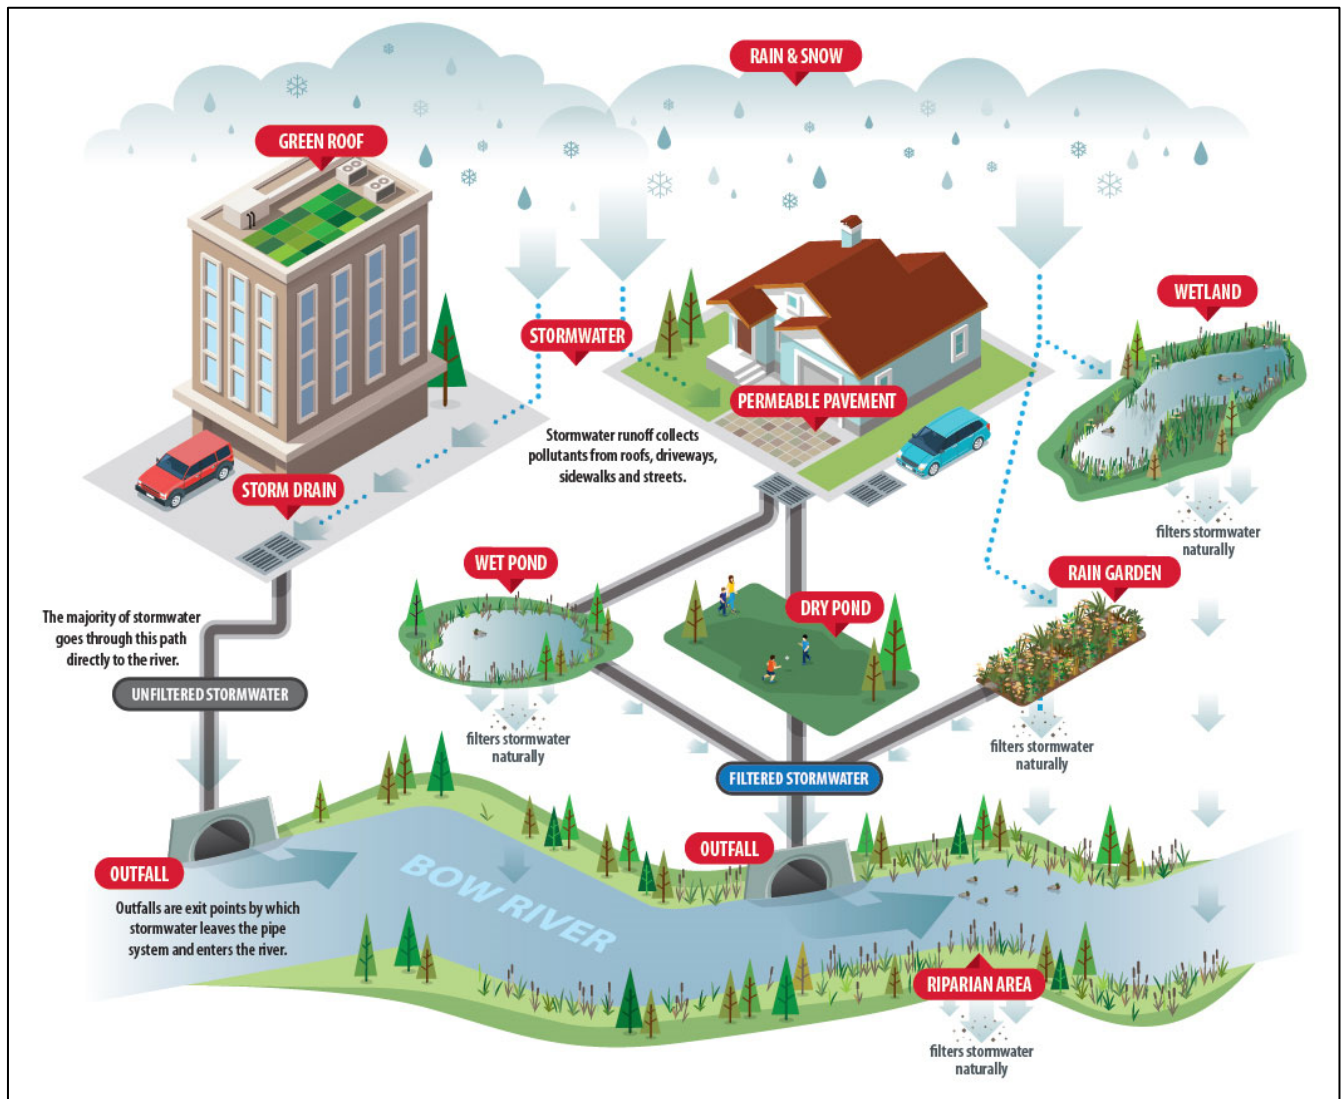 RAIN & SNOW
GREEN ROOF
WETLAND
STORMWATER
PERMEABLE PAVEMENT
Stormwater runoff collects
pollutants from roofs, driveways,
sidewalks and streets.
STORM DRAIN
filters stormwater
naturally
WET POND
RAIN GARDEN
DRY POND
The majority of stormwater
goes through this path
directly to the river.
UNFILTERED STORMWATER
filters stormwater
naturally
filters stormwater
naturally
FILTERED STORMWATER
OUTFALL
OUTFALL
Outfalls are exit points by which
stormwater leaves the pipe
system and enters the river.
BOW RIVER
RIPARIAN AREA
filters stormwater
naturally